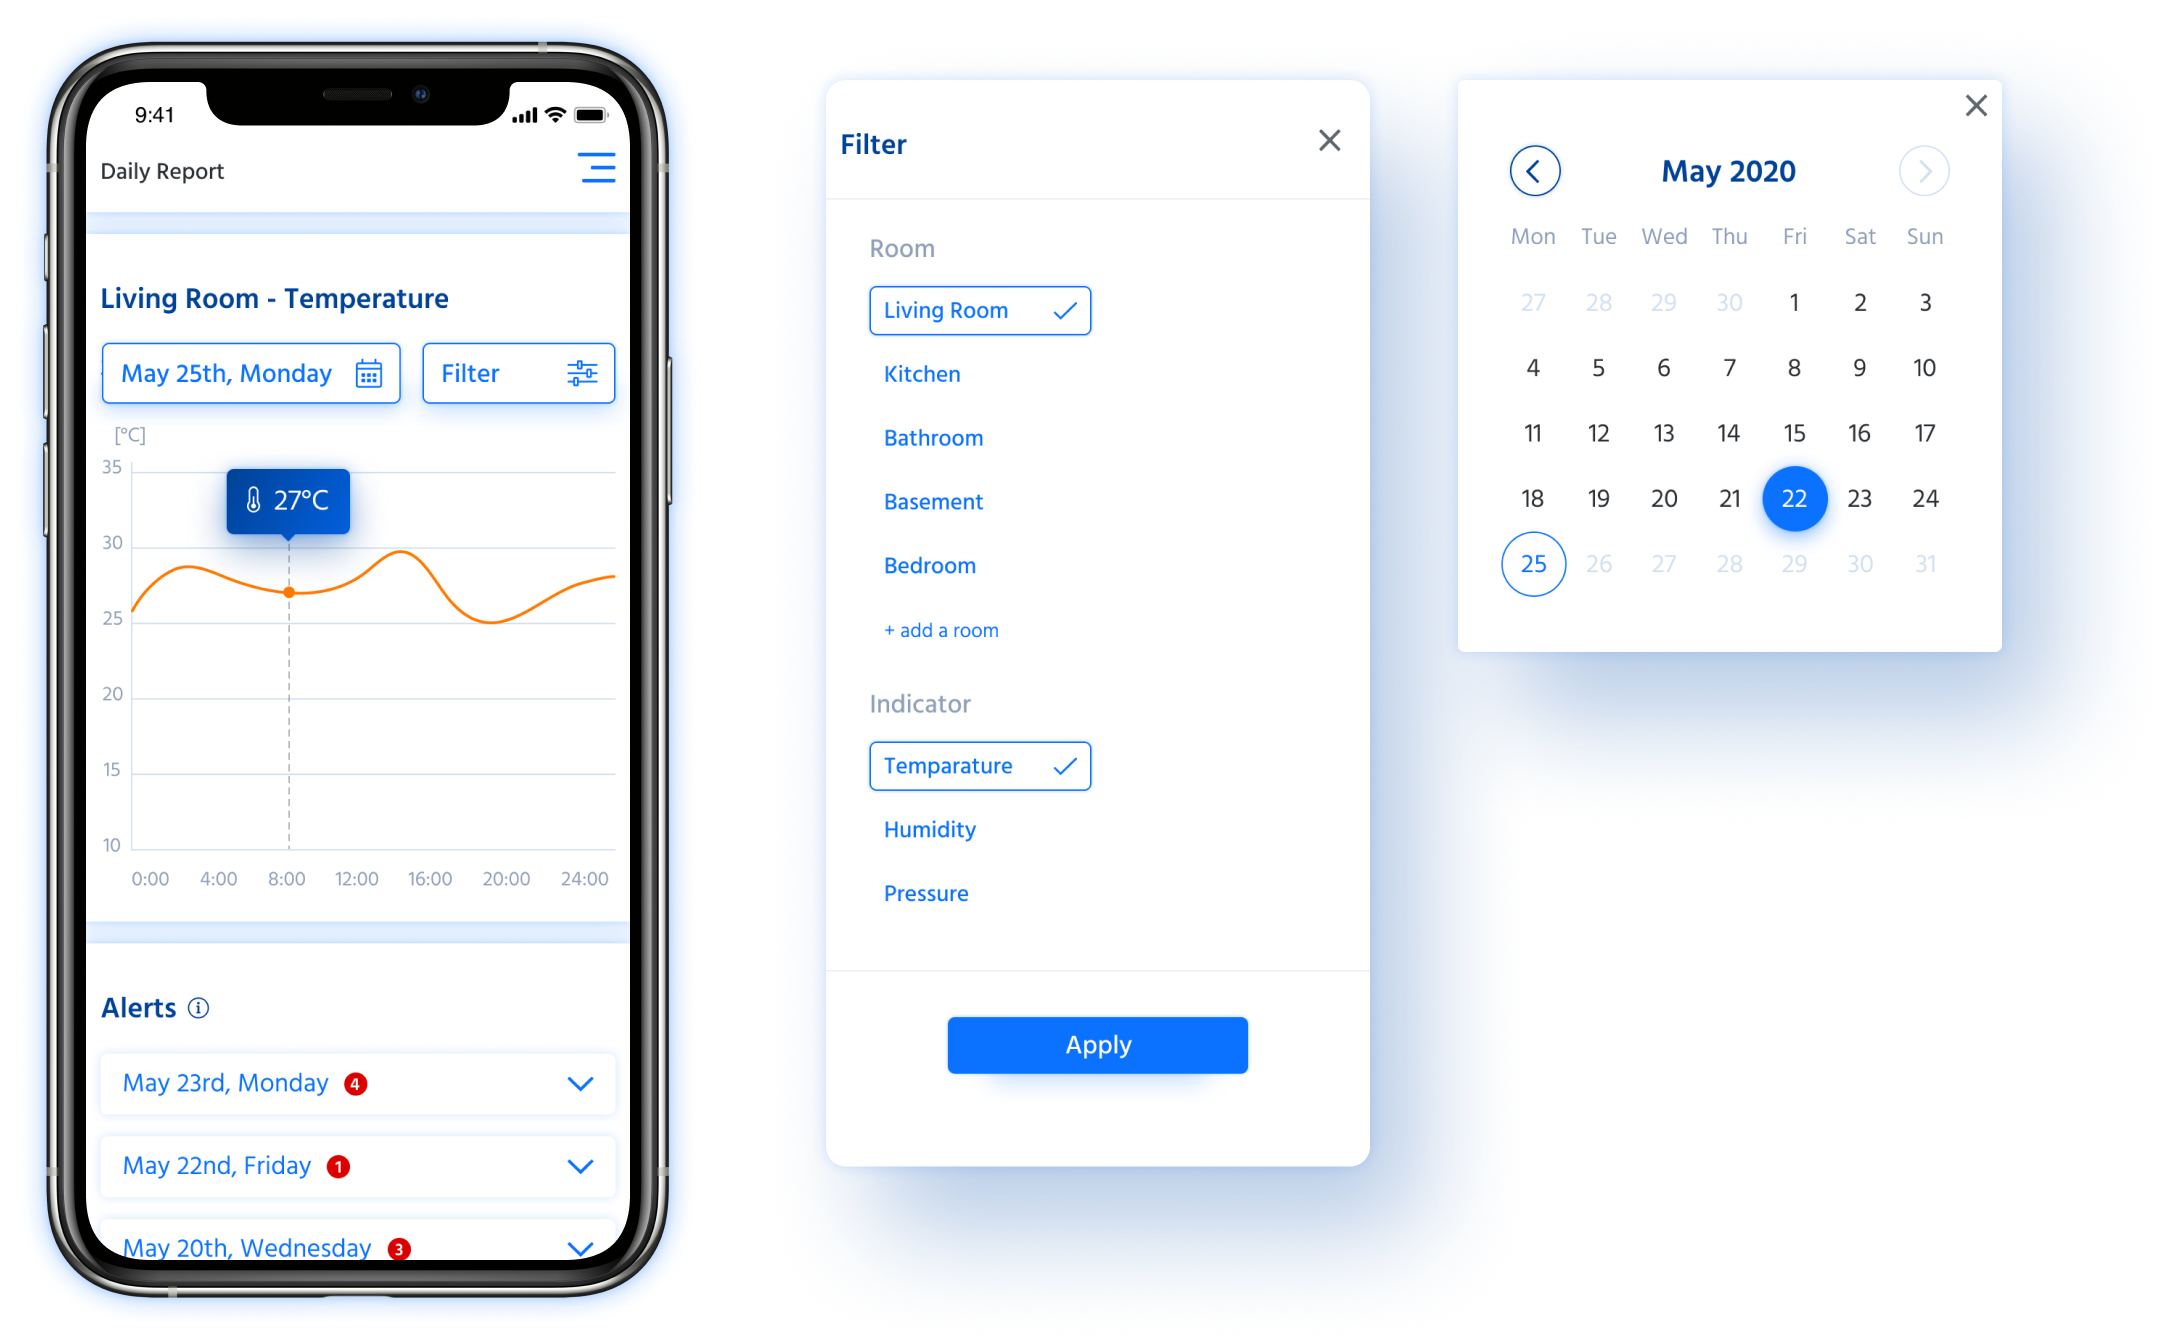 9:41
Daily Report
Living Room - Temperature
May 25th, Monday
Filter
[°C]
35
27°C
30
25
20
15
10
0:00 4:00 8:00 12:00 16:00 20:00 24:00
Alerts
May 23rd, Monday 4
May 22nd, Friday 1
May 20th, Wednesday 3
Filter
Room
Living Room
Kitchen
Bathroom
Basement
Bedroom
+ add a room
Indicator
Temparature
Humidity
Pressure
Apply
May 2020
Mon Tue Wed Thu Fri Sat Sun
27 28 29 30 1 2 3
4 5 6 7 8 9 10
11 12 13 14 15 16 17
18 19 20 21 22 23 24
25 26 27 28 29 30 31